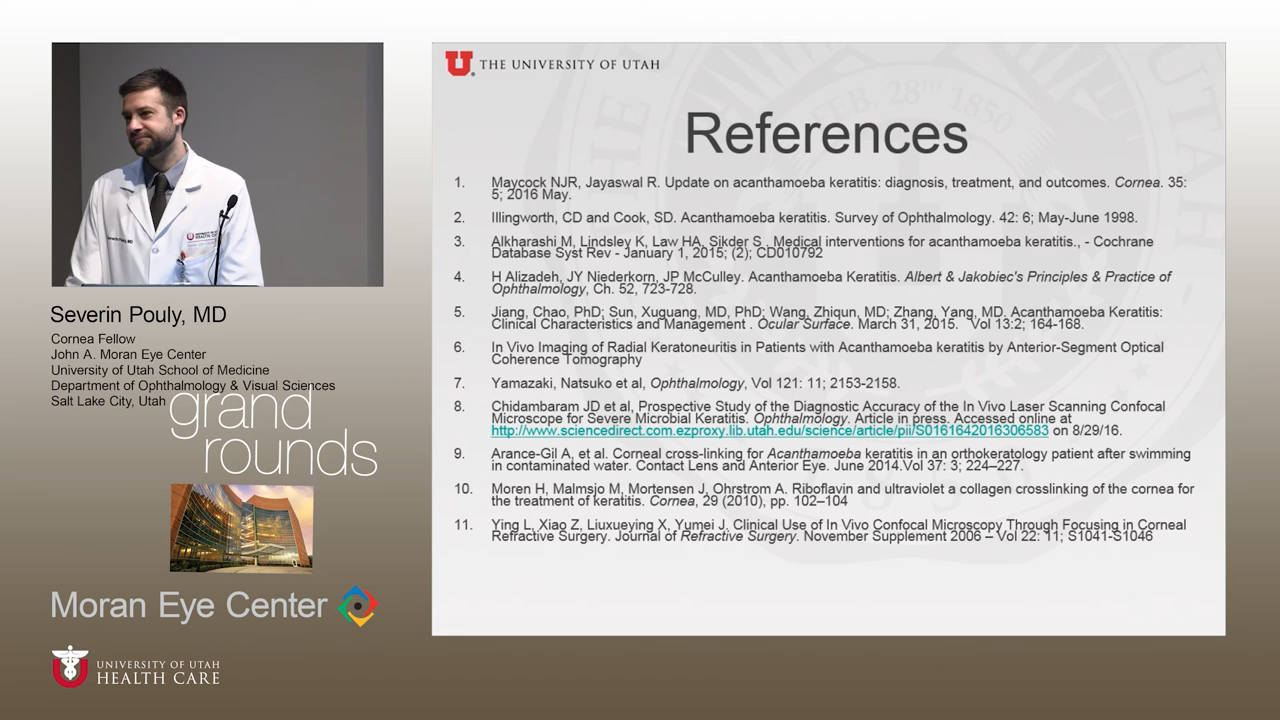 Severin Pouly, MD
Cornea Fellow
John A. Moran Eye Center
University of Utah School of Medicine
Department of Ophthalmology & Visual Sciences
Salt Lake City, Utah
grand
rounds
Moran Eye Center
UNIVERSITY OF UTAH
HEALTH CARE
THE UNIVERSITY OF UTAH
References
1. Maycock NJR, Jayaswal R. Update on acanthamoeba keratitis: diagnosis, treatment, and outcomes. Cornea. 35:
5; 2016 May.
2. Illingworth, CD and Cook, SD. Acanthamoeba keratitis. Survey of Ophthalmology. 42: 6; May-June 1998.
3. Alkharashi M, Lindsley K, Law HA, Sikder S . Medical interventions for acanthamoeba keratitis., - Cochrane
Database Syst Rev - January 1, 2015; (2); CD010792
4. H Alizadeh, JY Niederkorn, JP McCulley. Acanthamoeba Keratitis. Albert & Jakobiec's Principles & Practice of
Ophthalmology, Ch. 52, 723-728.
5. Jiang, Chao, PhD; Sun, Xuguang, MD, PhD; Wang, Zhiqun, MD; Zhang, Yang, MD. Acanthamoeba Keratitis:
Clinical Characteristics and Management . Ocular Surface. March 31, 2015. Vol 13:2; 164-168.
6. In Vivo Imaging of Radial Keratoneuritis in Patients with Acanthamoeba keratitis by Anterior-Segment Optical
Coherence Tomography
7. Yamazaki, Natsuko et al, Ophthalmology, Vol 121: 11; 2153-2158.
8. Chidambaram JD et al, Prospective Study of the Diagnostic Accuracy of the In Vivo Laser Scanning Confocal
Microscope for Severe Microbial Keratitis. Ophthalmology. Article in press. Accessed online at
http://www.sciencedirect.com.ezproxy.lib.utah.edu/science/article/pii/S0161642016306583 on 8/29/16.
9. Arance-Gil A, et al. Corneal cross-linking for Acanthamoeba keratitis in an orthokeratology patient after swimming
in contaminated water. Contact Lens and Anterior Eye. June 2014.Vol 37: 3; 224–227.
10. Moren H, Malmsjo M, Mortensen J, Ohrstrom A. Riboflavin and ultraviolet a collagen crosslinking of the cornea for
the treatment of keratitis. Cornea, 29 (2010), pp. 102–104
11. Ying L, Xiao Z, Liuxueying X, Yumei J. Clinical Use of In Vivo Confocal Microscopy Through Focusing in Corneal
Refractive Surgery. Journal of Refractive Surgery. November Supplement 2006 – Vol 22: 11; S1041-S1046